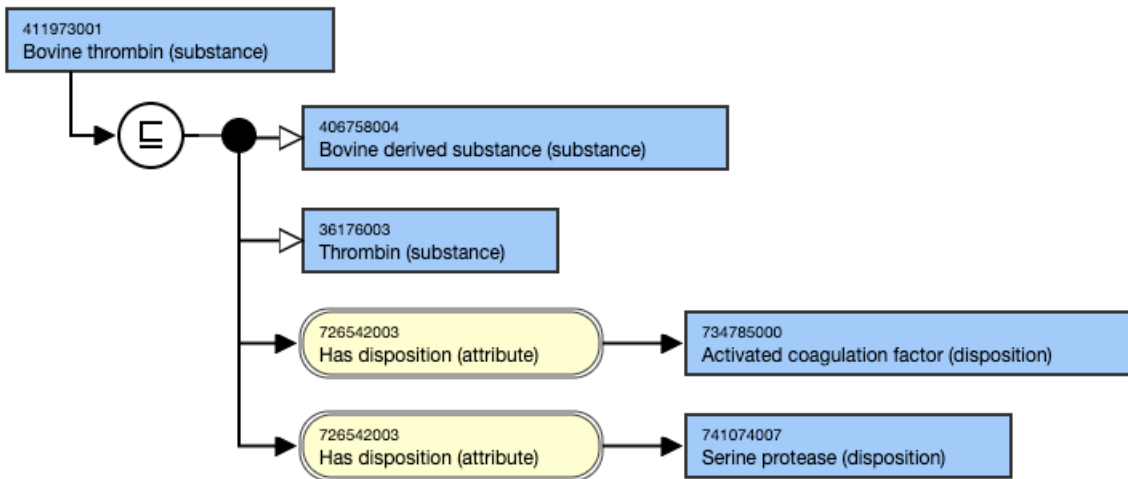 411973001
Bovine thrombin (substance)
⊑
406758004
Bovine derived substance (substance)
36176003
Thrombin (substance)
726542003
Has disposition (attribute)
734785000
Activated coagulation factor (disposition)
726542003
Has disposition (attribute)
741074007
Serine protease (disposition)